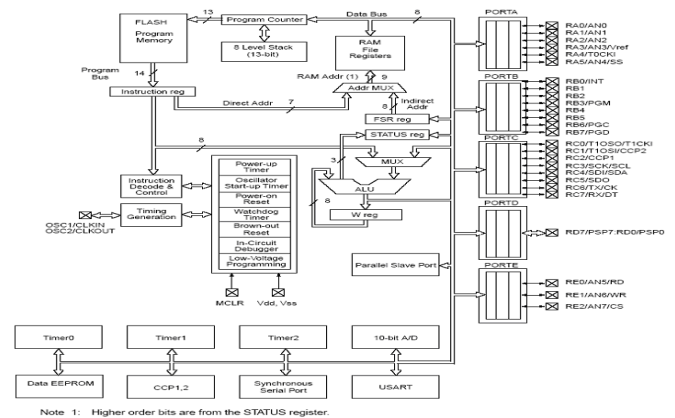 FLASH
Program
Memory
13
Program Counter
Data Bus
8
8 Level Stack
(13-bit)
RAM
File
Registers
Program
Bus
14
RAM Addr (1)
9
Instruction reg
Addr MUX
Direct Addr
7
8
Indirect
Addr
FSR reg
STATUS reg
8
3
MUX
ALU
8
W reg
Instruction
Decode &
Control
Timing
Generation
OSC1/CLKIN
OSC2/CLKOUT
Power-up
Timer
Oscillator
Start-up Timer
Power-on
Reset
Watchdog
Timer
Brown-out
Reset
In-Circuit
Debugger
Low-Voltage
Programming
MCLR
Vdd, Vss
Parallel Slave Port
PORTA
RA0/AN0
RA1/AN1
RA2/AN2
RA3/AN3/Vref
RA4/T0CKI
RA5/AN4/SS
PORTB
RB0/INT
RB1
RB2
RB3/PGM
RB4
RB5
RB6/PGC
RB7/PGD
PORTC
RC0/T1OSO/T1CKI
RC1/T1OSI/CCP2
RC2/CCP1
RC3/SCK/SCL
RC4/SDI/SDA
RC5/SDO
RC6/TX/CK
RC7/RX/DT
PORTD
RD7/PSP7:RD0/PSP0
PORTE
RE0/AN5/RD
RE1/AN6/WR
RE2/AN7/CS
Timer0
Timer1
Timer2
10-bit A/D
Data EEPROM
CCP1,2
Synchronous
Serial Port
USART
Note 1: Higher order bits are from the STATUS register.